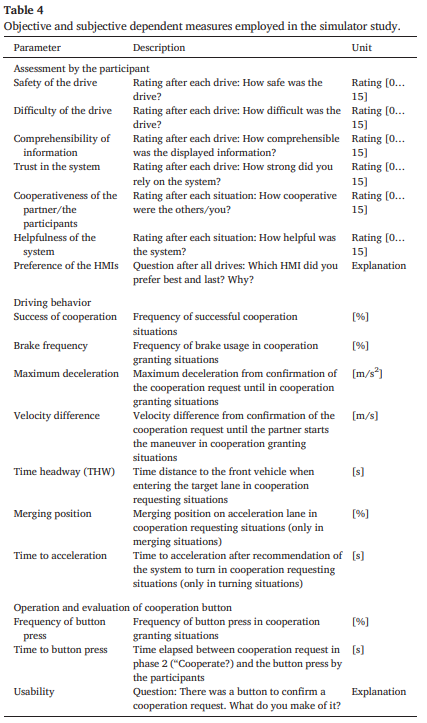 Table 4
Objective and subjective dependent measures employed in the simulator study.
Parameter Description Unit
Assessment by the participant
Safety of the drive Rating after each drive: How safe was the Rating [0…
drive? 15]
Difficulty of the drive Rating after each drive: How difficult was the Rating [0…
drive? 15]
Comprehensibility of Rating after each drive: How comprehensible Rating [0…
information was the displayed information? 15]
Trust in the system Rating after each drive: How strong did you Rating [0…
rely on the system? 15]
Cooperativeness of the Rating after each situation: How cooperative Rating [0…
partner/the were the others/you? 15]
participants
Helpfulness of the Rating after each situation: How helpful was Rating [0…
system the system? 15]
Preference of the HMIs Question after all drives: Which HMI did you Explanation
prefer best and last? Why?
Driving behavior
Success of cooperation Frequency of successful cooperation [%]
situations
Brake frequency Frequency of brake usage in cooperation [%]
granting situations
Maximum deceleration Maximum deceleration from confirmation of [m/s²]
the cooperation request until in cooperation
granting situations
Velocity difference Velocity difference from confirmation of the [m/s]
cooperation request until the partner starts
the maneuver in cooperation granting
situations
Time headway (THW) Time distance to the front vehicle when [s]
entering the target lane in cooperation
requesting situations
Merging position Merging position on acceleration lane in [%]
cooperation requesting situations (only in
merging situations)
Time to acceleration Time to acceleration after recommendation of [s]
the system to turn in cooperation requesting
situations (only in turning situations)
Operation and evaluation of cooperation button
Frequency of button Frequency of button press in cooperation [%]
press granting situations
Time to button press Time elapsed between cooperation request in [s]
phase 2 (“Cooperate?) and the button press by
the participants
Usability Question: There was a button to confirm a Explanation
cooperation request. What do you make of it?